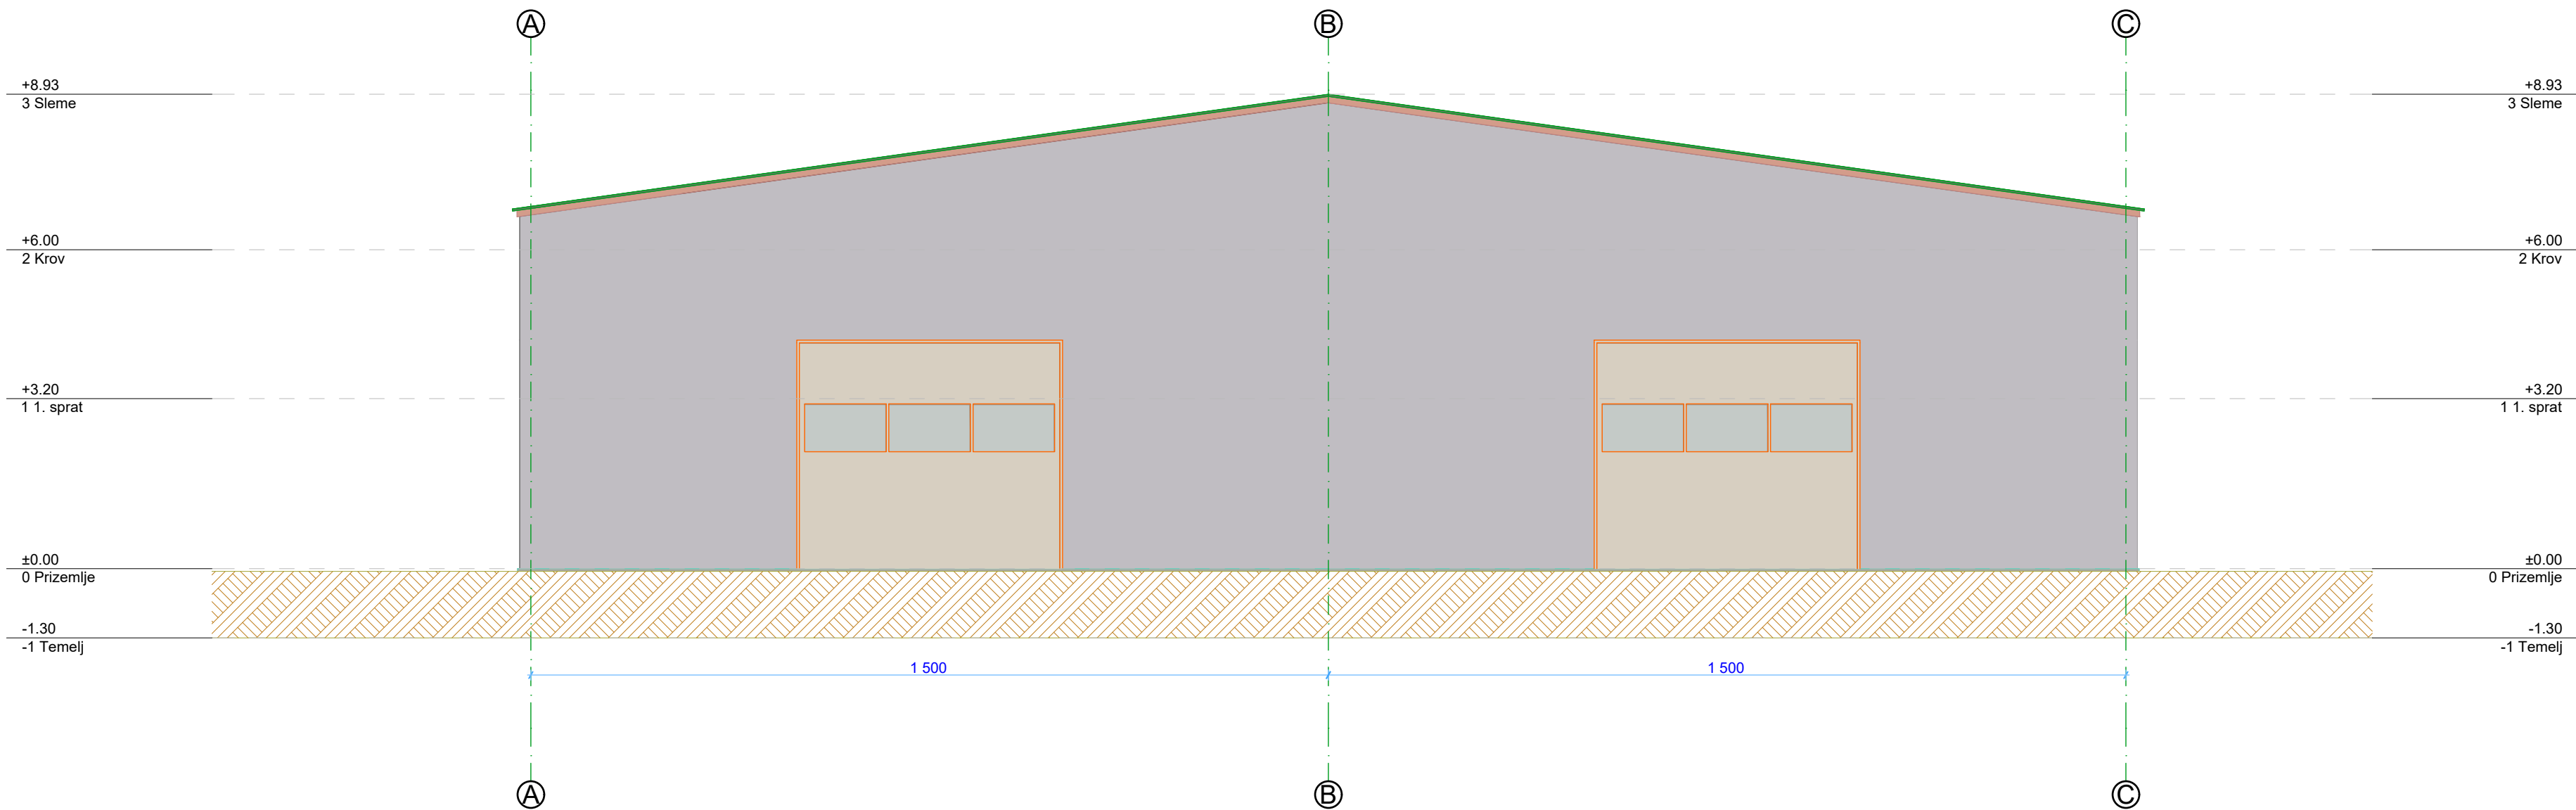 A
B
C
+8.93
3 Sleme
+8.93
3 Sleme
+6.00
2 Krov
+6.00
2 Krov
+3.20
1 1. sprat
+3.20
1 1. sprat
±0.00
0 Prizemlje
±0.00
0 Prizemlje
-1.30
-1 Temelj
-1.30
-1 Temelj
1 500
1 500
A
B
C